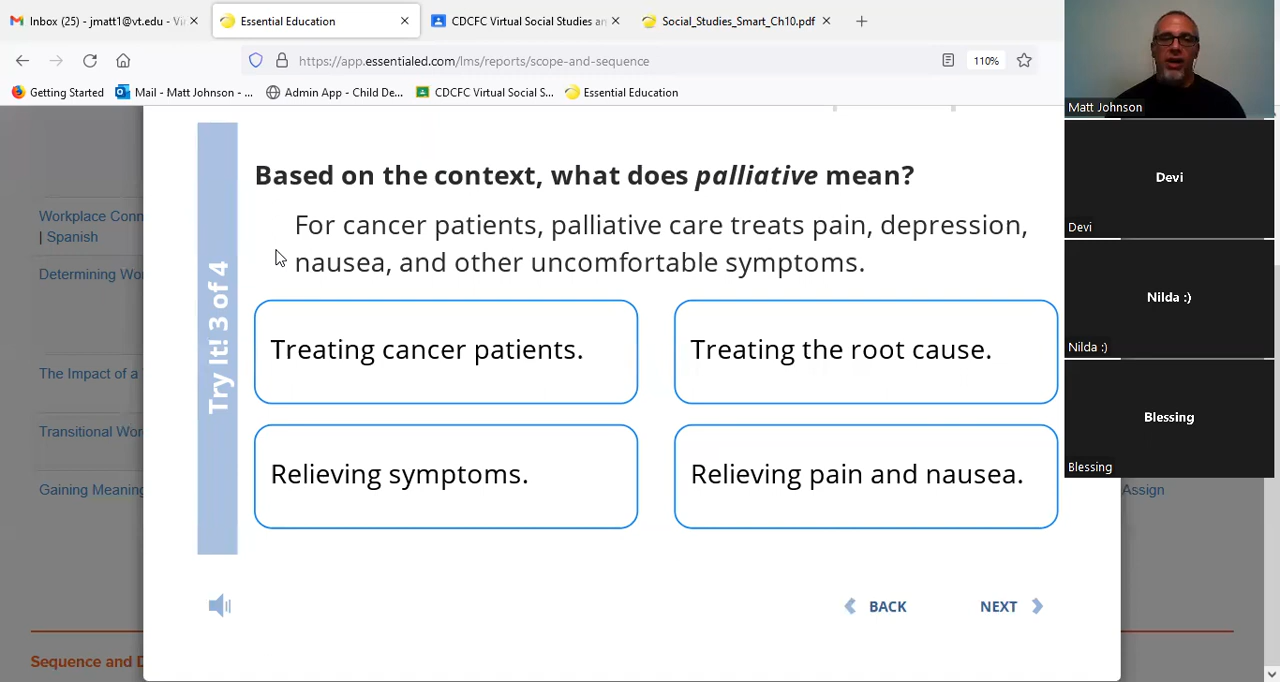 Inbox (25) - jmatt1@vt.edu - Vi
Essential Education
CDCFC Virtual Social Studies an
Social_Studies_Smart_Ch10.pdf
https://app.essentialed.com/lms/reports/scope-and-sequence
110%
Getting Started
Mail - Matt Johnson - ...
Admin App - Child De...
CDCFC Virtual Social S...
Essential Education
Matt Johnson
Devi
Devi
Nilda :)
Nilda :)
Blessing
Blessing
Workplace Conn
| Spanish
Determining Wo
The Impact of a
Transitional Wor
Gaining Meaning
Assign
Sequence and D
Try It! 3 of 4
Based on the context, what does palliative mean?
For cancer patients, palliative care treats pain, depression,
nausea, and other uncomfortable symptoms.
Treating cancer patients.
Treating the root cause.
Relieving symptoms.
Relieving pain and nausea.
BACK
NEXT